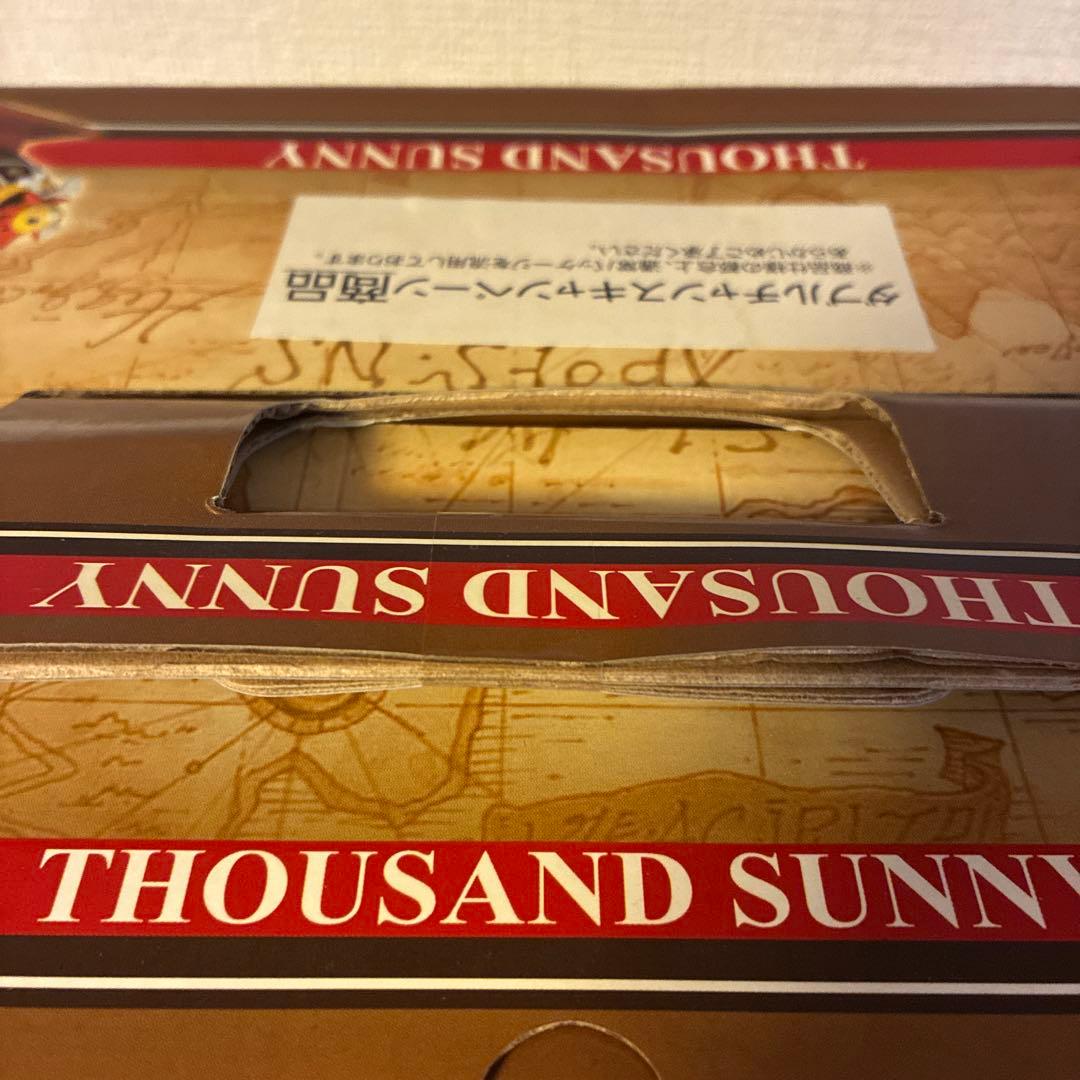 THOUSAND SUNNY
ダブルチャンスキャンペーン商品
※商品仕様の都合上、通常パッケージを流用しております。
あらかじめご了承ください。
THOUSAND SUNNY
THOUSAND SUNNY